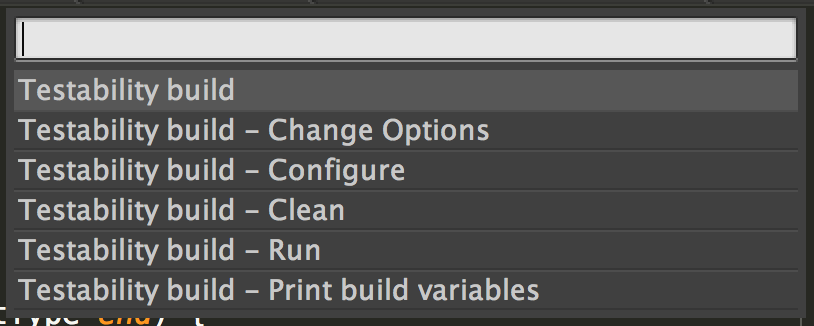 Testability build
Testability build – Change Options
Testability build – Configure
Testability build – Clean
Testability build – Run
Testability build – Print build variables